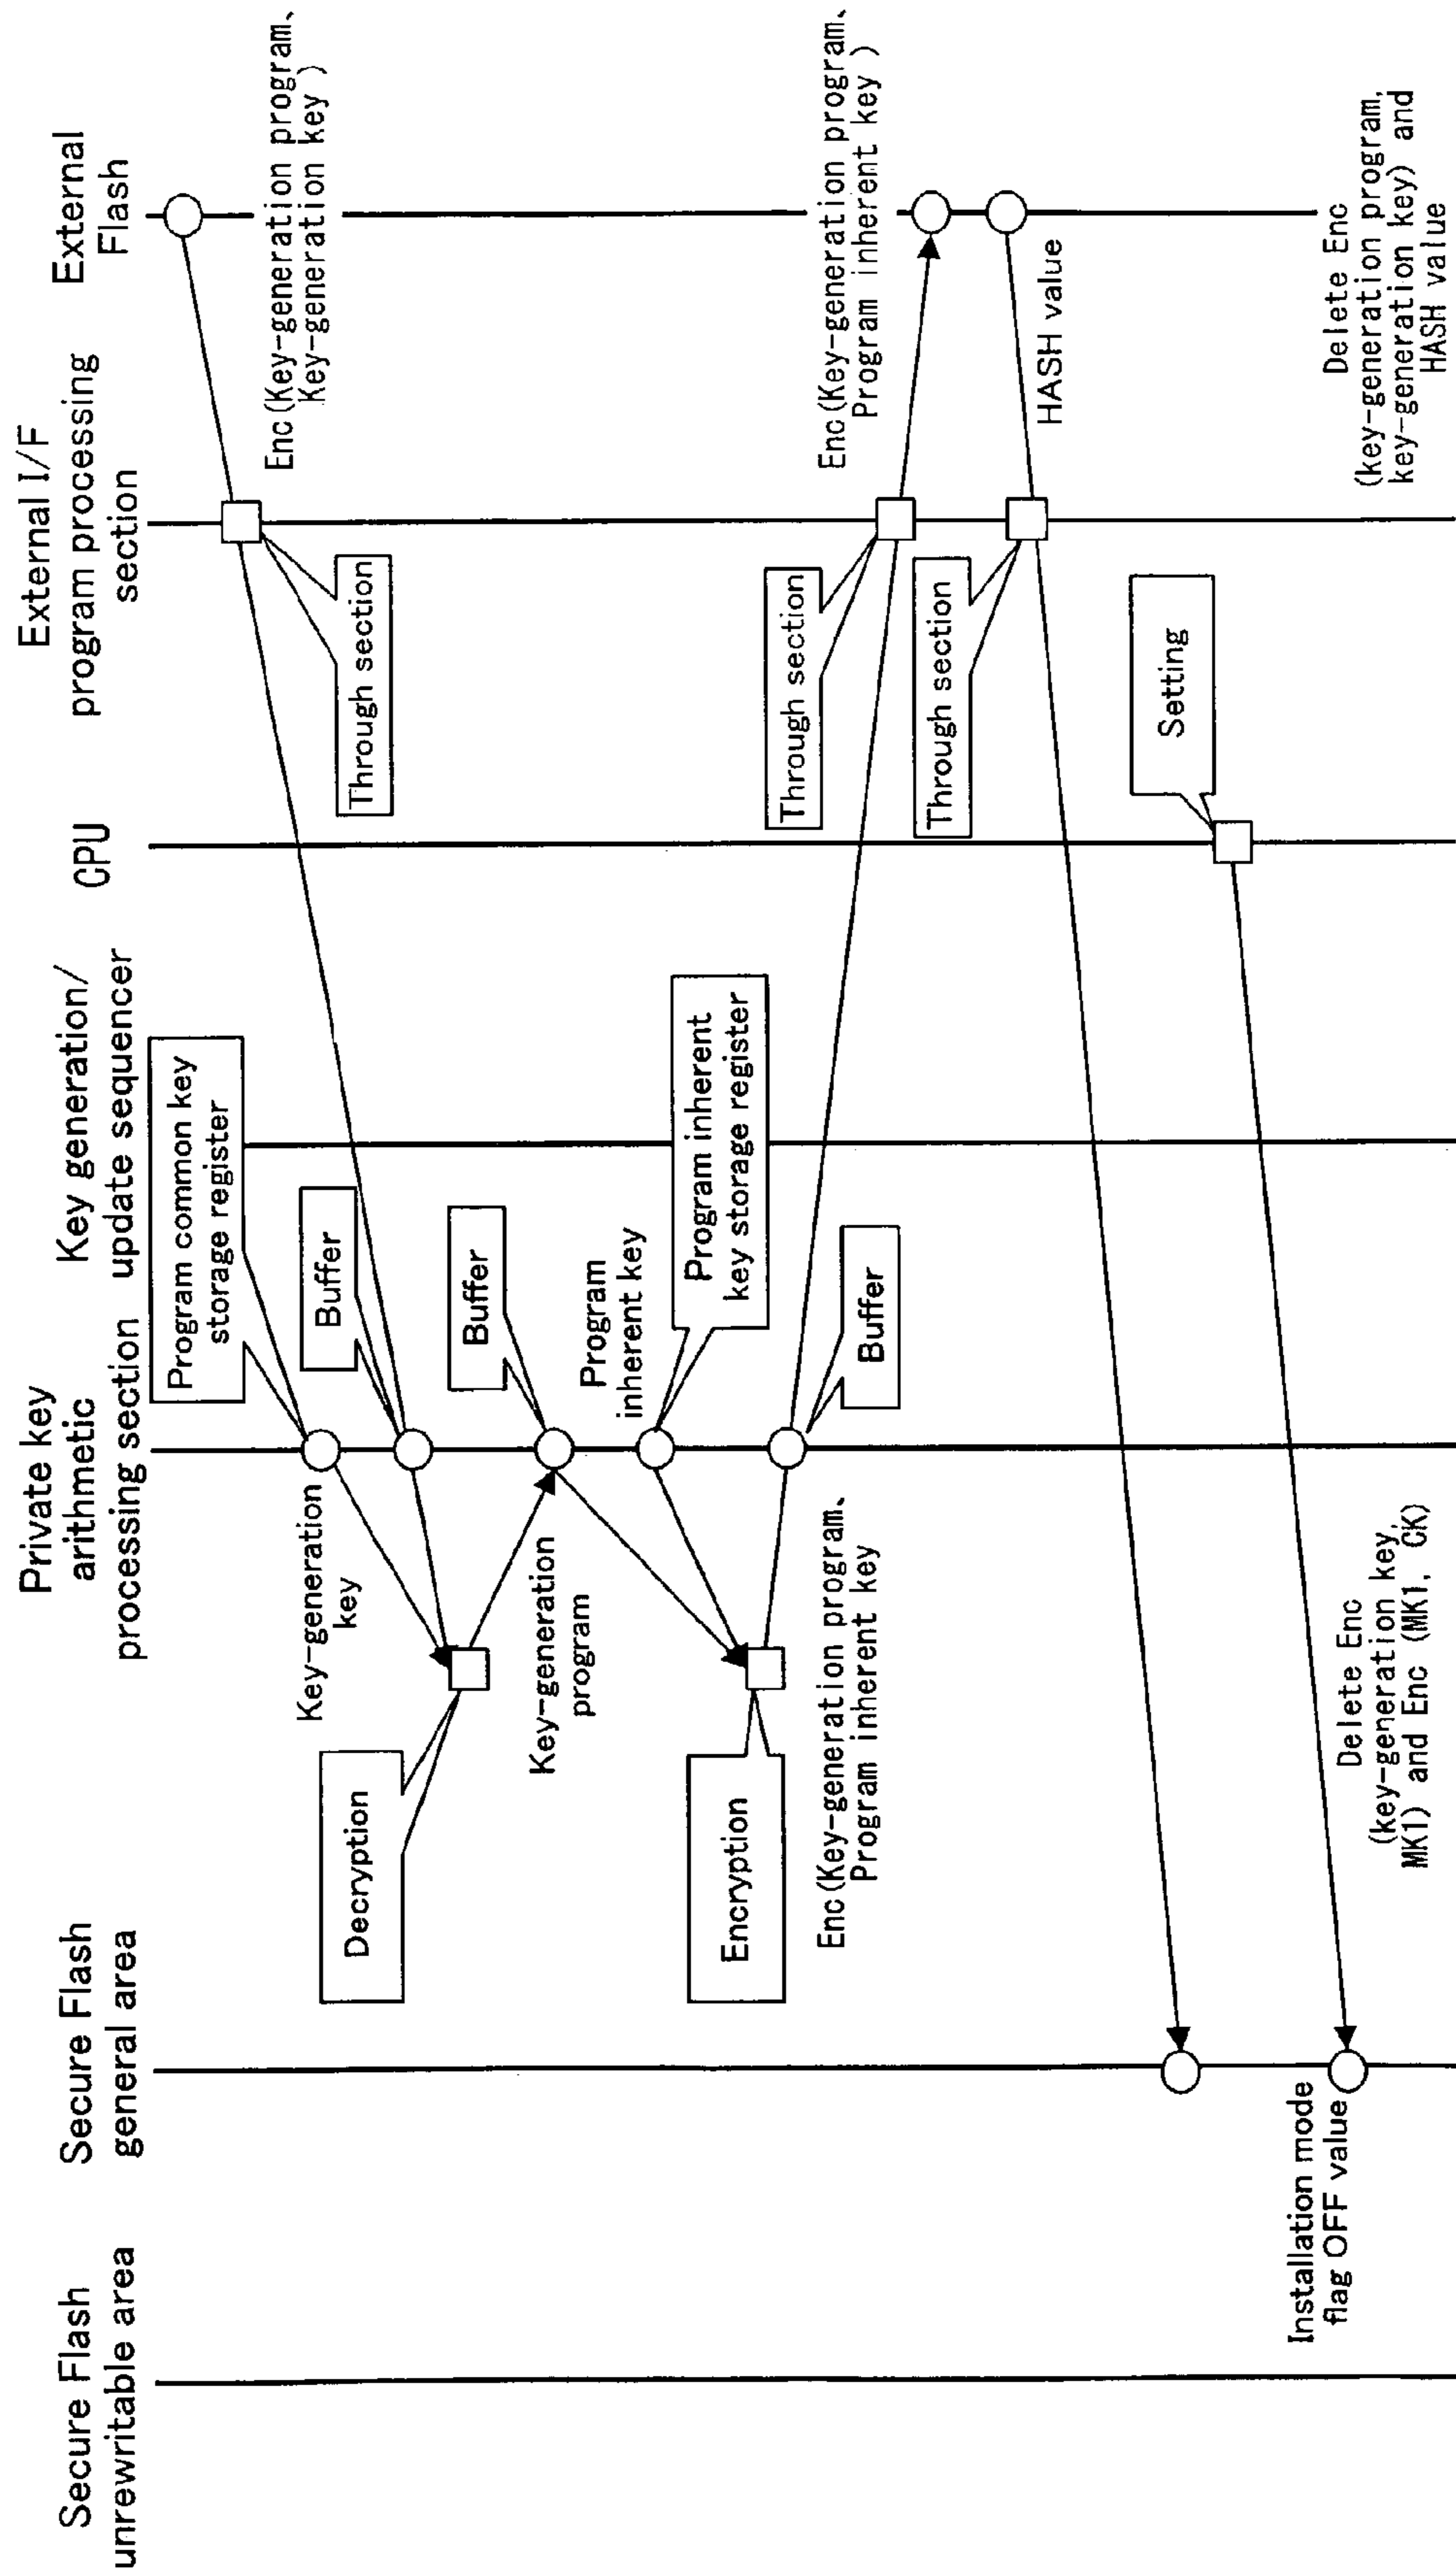 Secure Flash
unrewritable area
Secure Flash
general area
Private key
arithmetic
processing section
Key generation/
update sequencer
CPU
External I/F
program processing
section
External
Flash
Program common key
storage register
Key-generation
key
Buffer
Through section
Enc(Key-generation program、
Key-generation key )
Decryption
Key-generation
program
Buffer
Program
inherent key
Program inherent
key storage register
Encryption
Enc(Key-generation program、
Program inherent key
Buffer
Through section
Enc(Key-generation program、
Program inherent key )
Through section
HASH value
Setting
Installation mode
flag OFF value
Delete Enc
(key-generation key,
MK1) and Enc (MK1, CK)
Delete Enc
(key-generation program,
key-generation key) and
HASH value